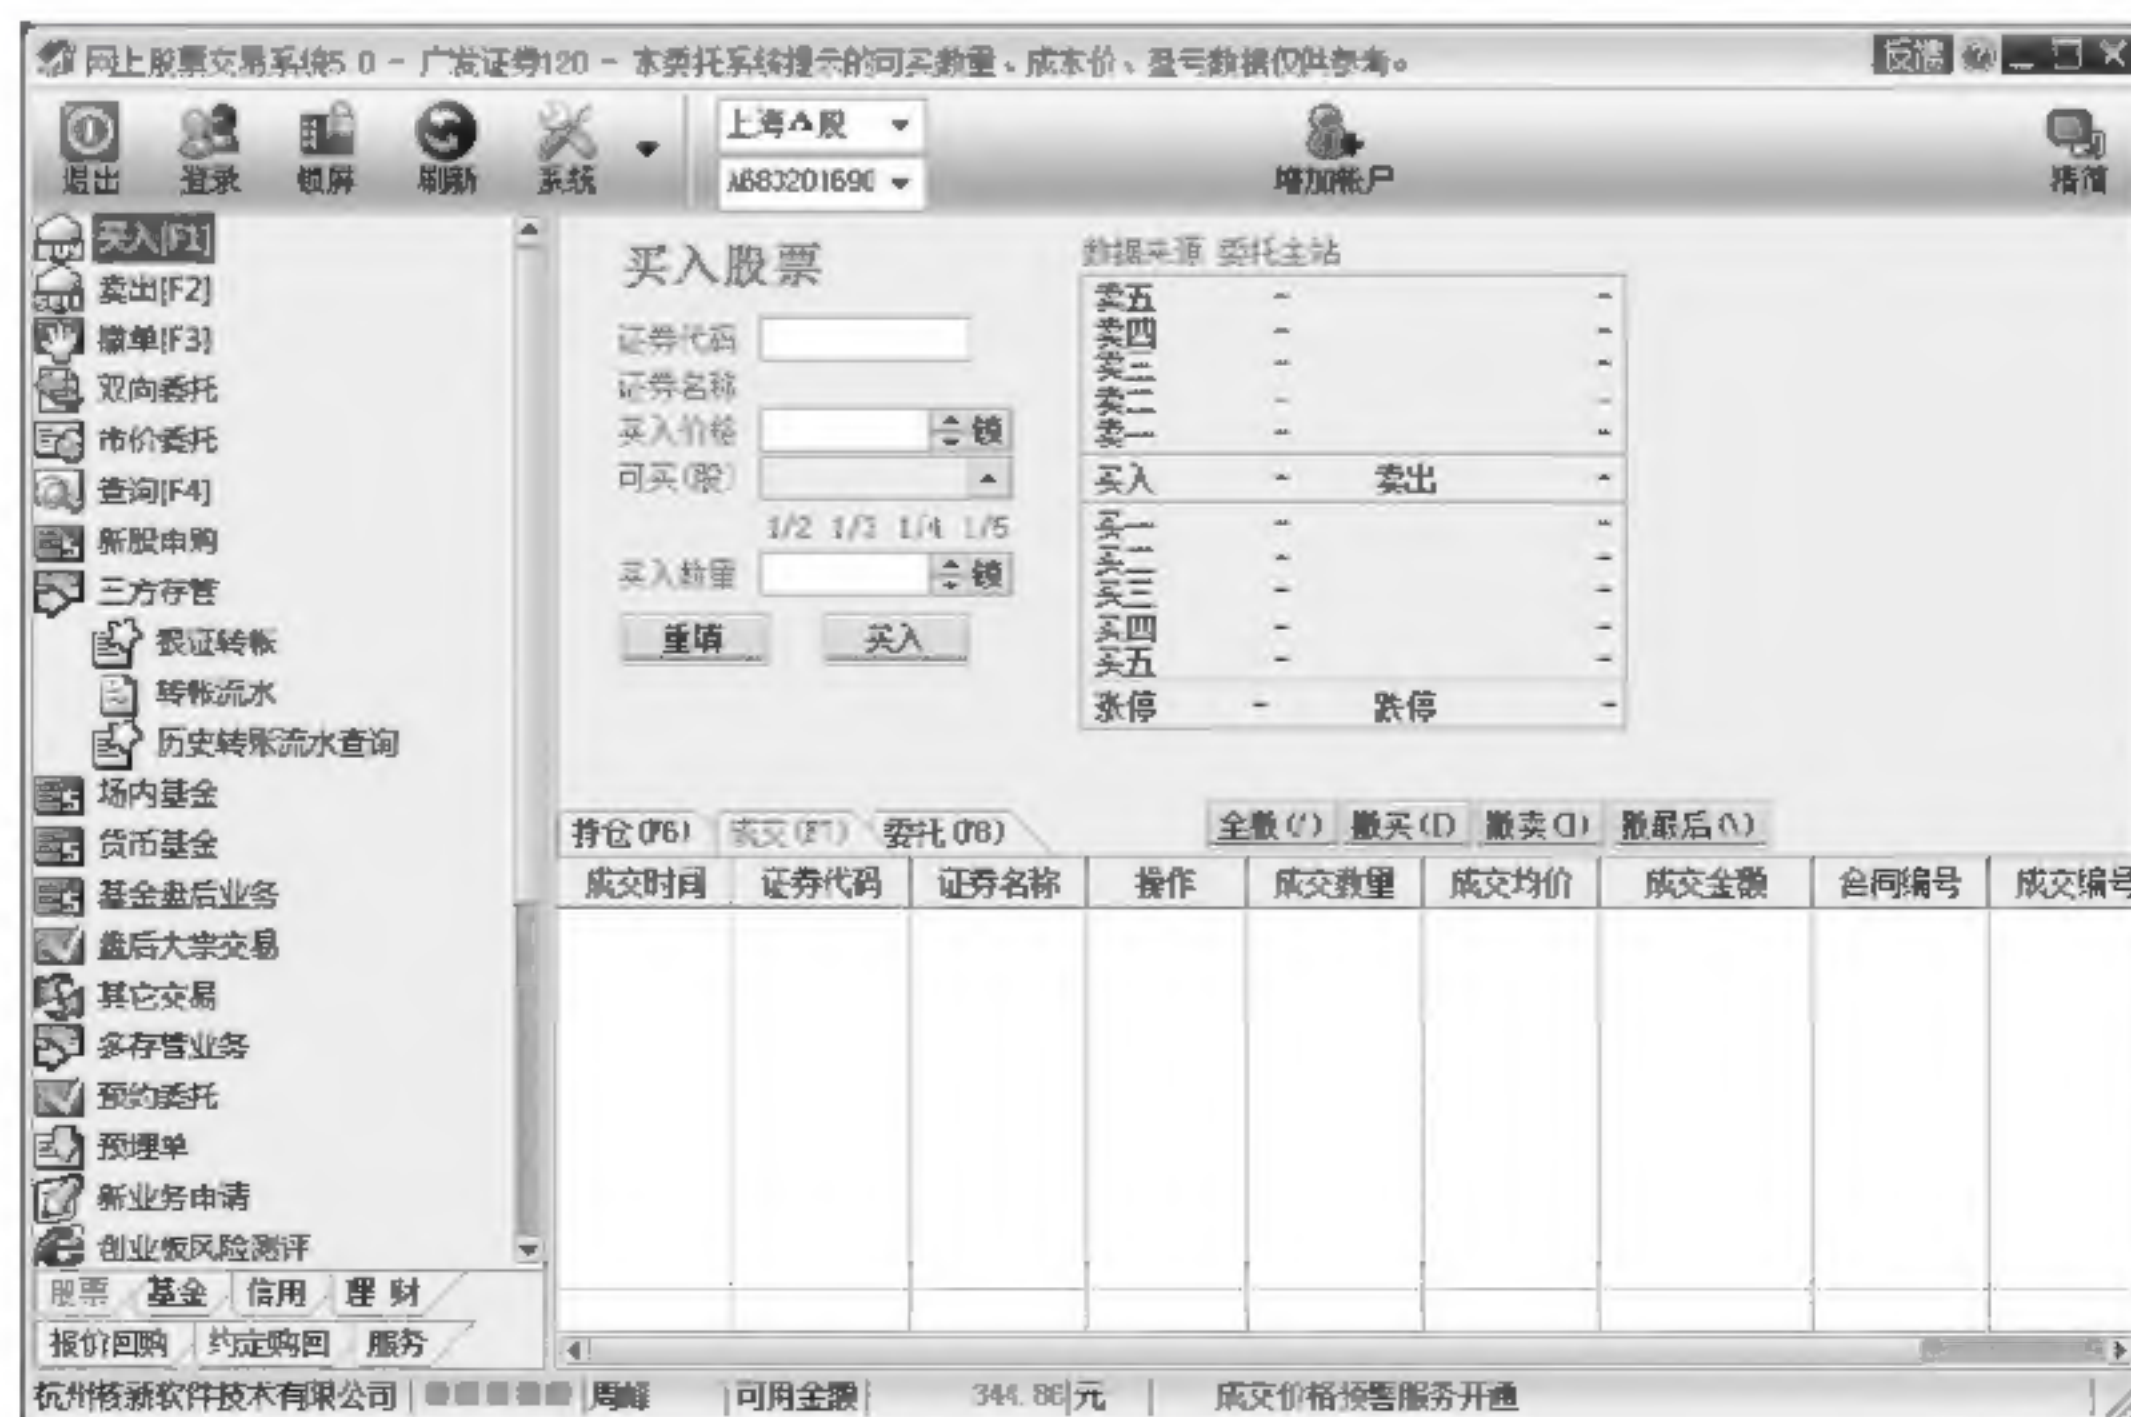 网上股票交易系统5.0 - 广发证券120 - 本委托系统提示的可买数量、成本价、盈亏数据仅供参考。 反馈
退出 登录 锁屏 刷新 系统 上海A股 增加帐户 精简
A683201690
买入[F1]
卖出[F2]
撤单[F3]
双向委托
市价委托
查询[F4]
新股申购
三方存管
银证转帐
转帐流水
历史转账流水查询
场内基金
货币基金
基金盘后业务
盘后大宗交易
其它交易
多存管业务
预约委托
预埋单
新业务申请
创业板风险测评
股票 基金 信用 理财
报价回购 约定购回 服务
买入股票
证券代码
证券名称
买入价格 锁
可买(股)
1/2 1/3 1/4 1/5
买入数量 锁
重填 买入
数据来源 委托主站
卖五 - -
卖四 - -
卖三 - -
卖二 - -
卖一 - -
买入 - 卖出 -
买一 - -
买二 - -
买三 - -
买四 - -
买五 - -
涨停 - 跌停 -
持仓(F6) 成交(F7) 委托(F8) 全撤(/) 撤买 撤卖 撤最后
成交时间 证券代码 证券名称 操作 成交数量 成交均价 成交金额 合同编号 成交编号
杭州核新软件技术有限公司 周峰 可用金额 344.86 元 成交价格预警服务开通